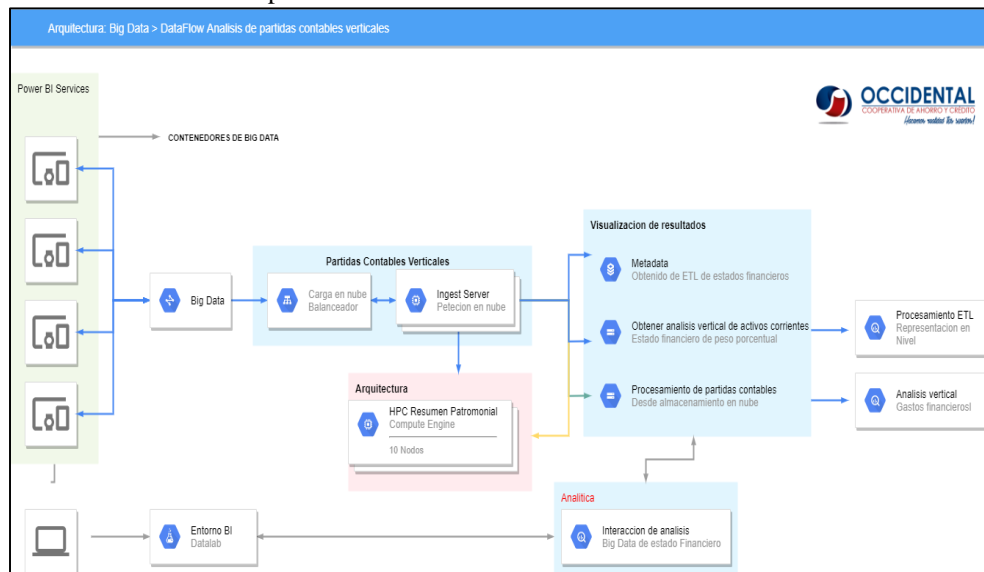 Arquitectura: Big Data > DataFlow Analisis de partidas contables verticales
Power BI Services
CONTENEDORES DE BIG DATA
OCCIDENTAL
COOPERATIVA DE AHORRO Y CRÉDITO
Visualizacion de resultados
Partidas Contables Verticales
Metadata
Obtenido de ETL de estados financieros
Big Data
Carga en nube
Balanceador
Ingest Server
Petecion en nube
Obtener analisis vertical de activos corrientes
Estado financiero de peso porcentual
Procesamiento ETL
Representacion en
Nivel
Arquitectura
Procesamiento de partidas contables
Desde almacenamiento en nube
Analisis vertical
Gastos financierosl
HPC Resumen Patromonial
Compute Engine
10 Nodos
Analitica
Entorno BI
Datalab
Interaccion de analisis
Big Data de estado Financiero